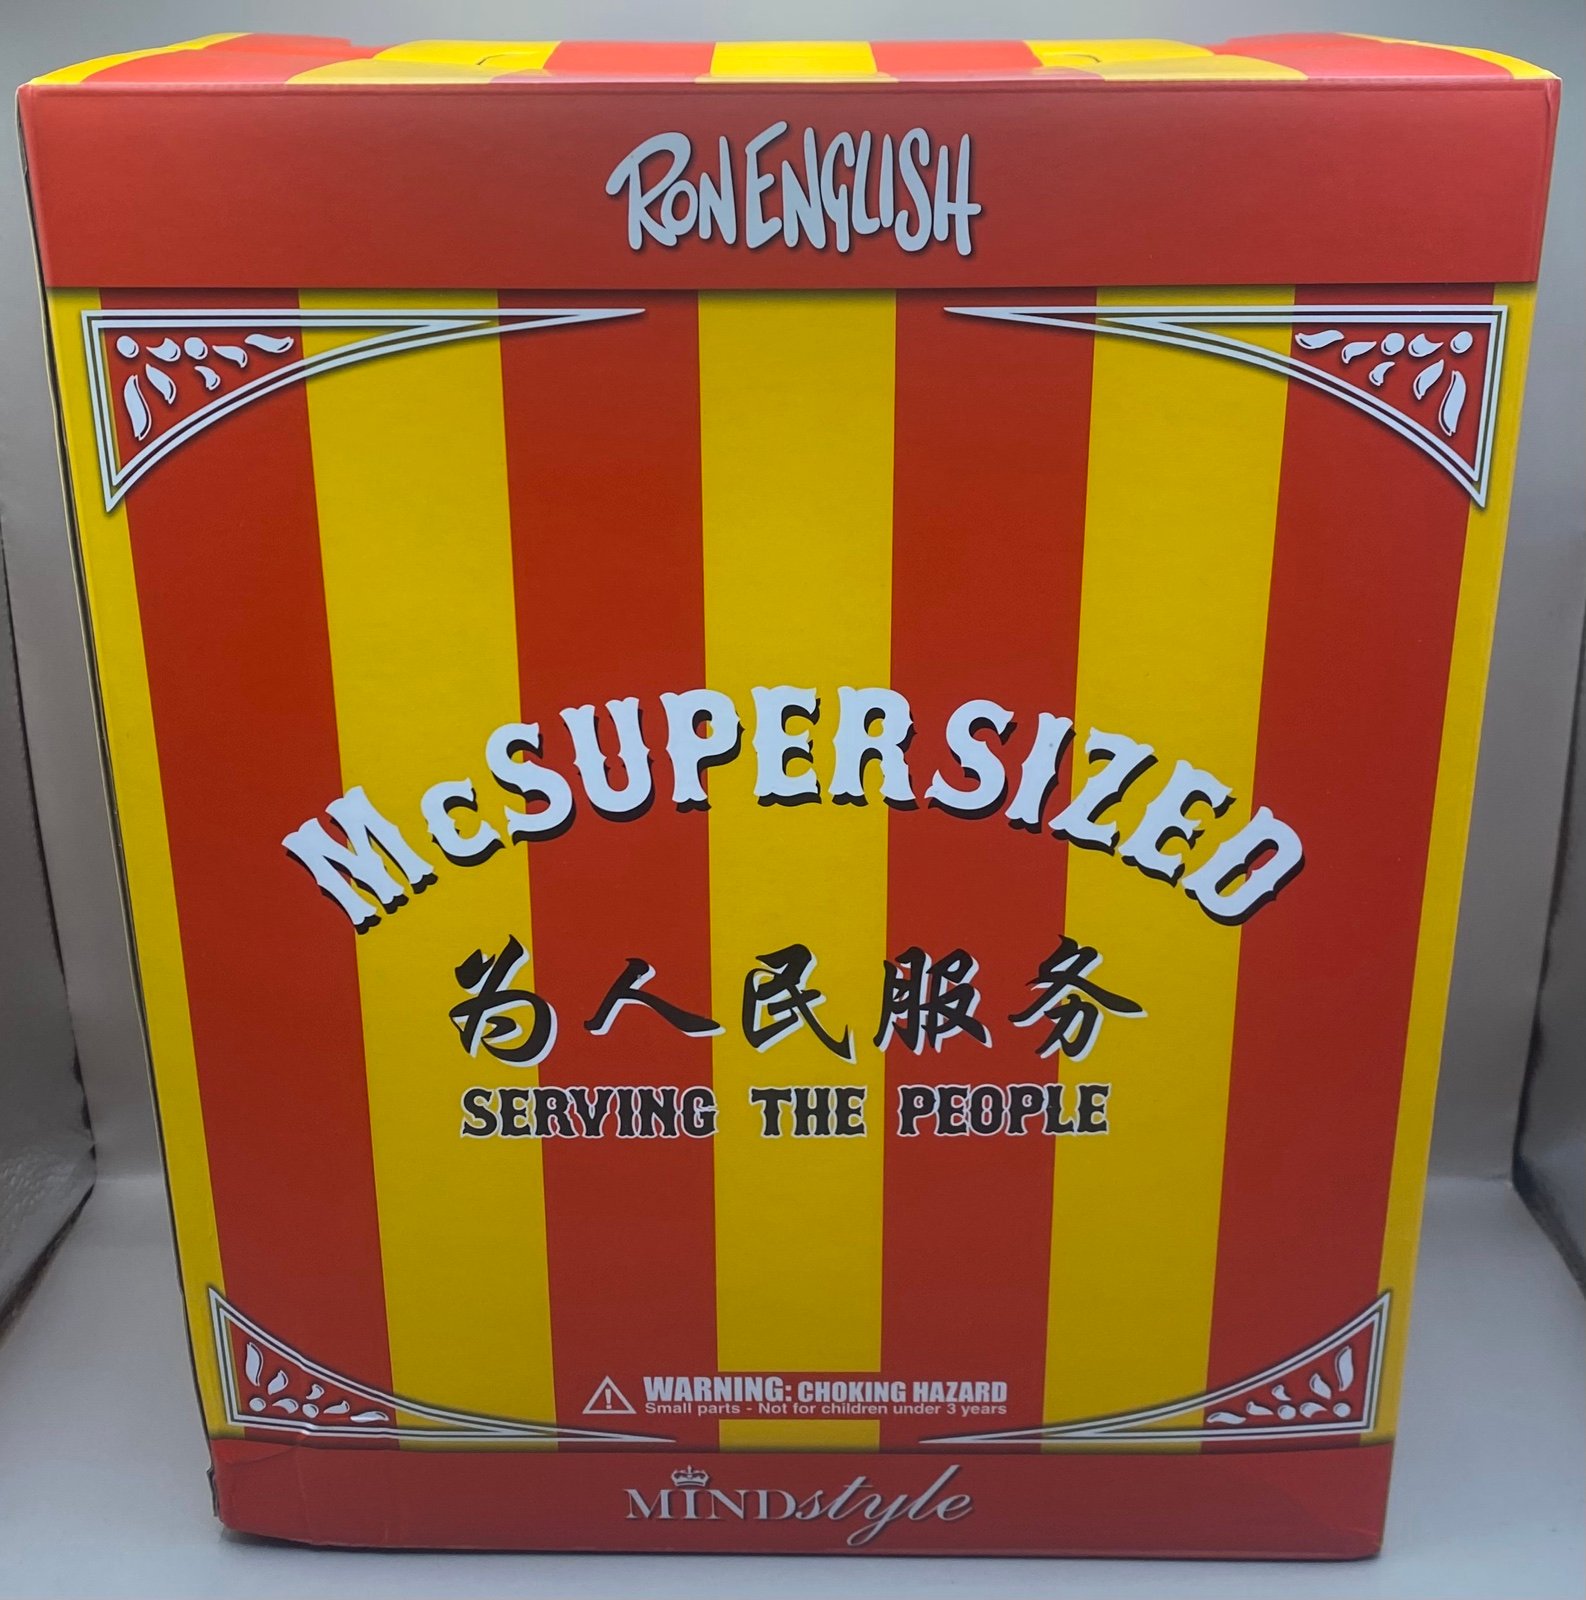 RON ENGLISH
McSUPERSIZED
为人民服务
SERVING THE PEOPLE
WARNING: CHOKING HAZARD
Small parts - Not for children under 3 years
MINDstyle